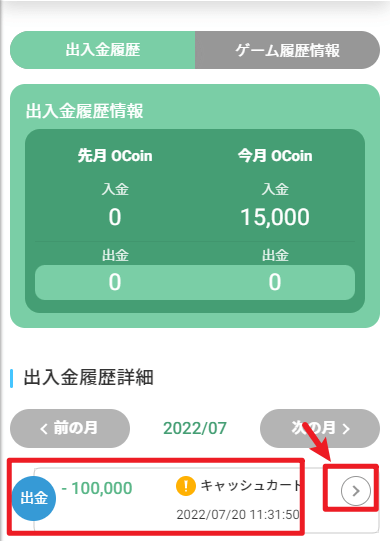 出入金履歴 ゲーム履歴情報
出入金履歴情報
先月 OCoin 今月 OCoin
入金 入金
0 15,000
出金 出金
0 0
出入金履歴詳細
前の月 2022/07 次の月
出金 - 100,000 キャッシュカード
2022/07/20 11:31:50